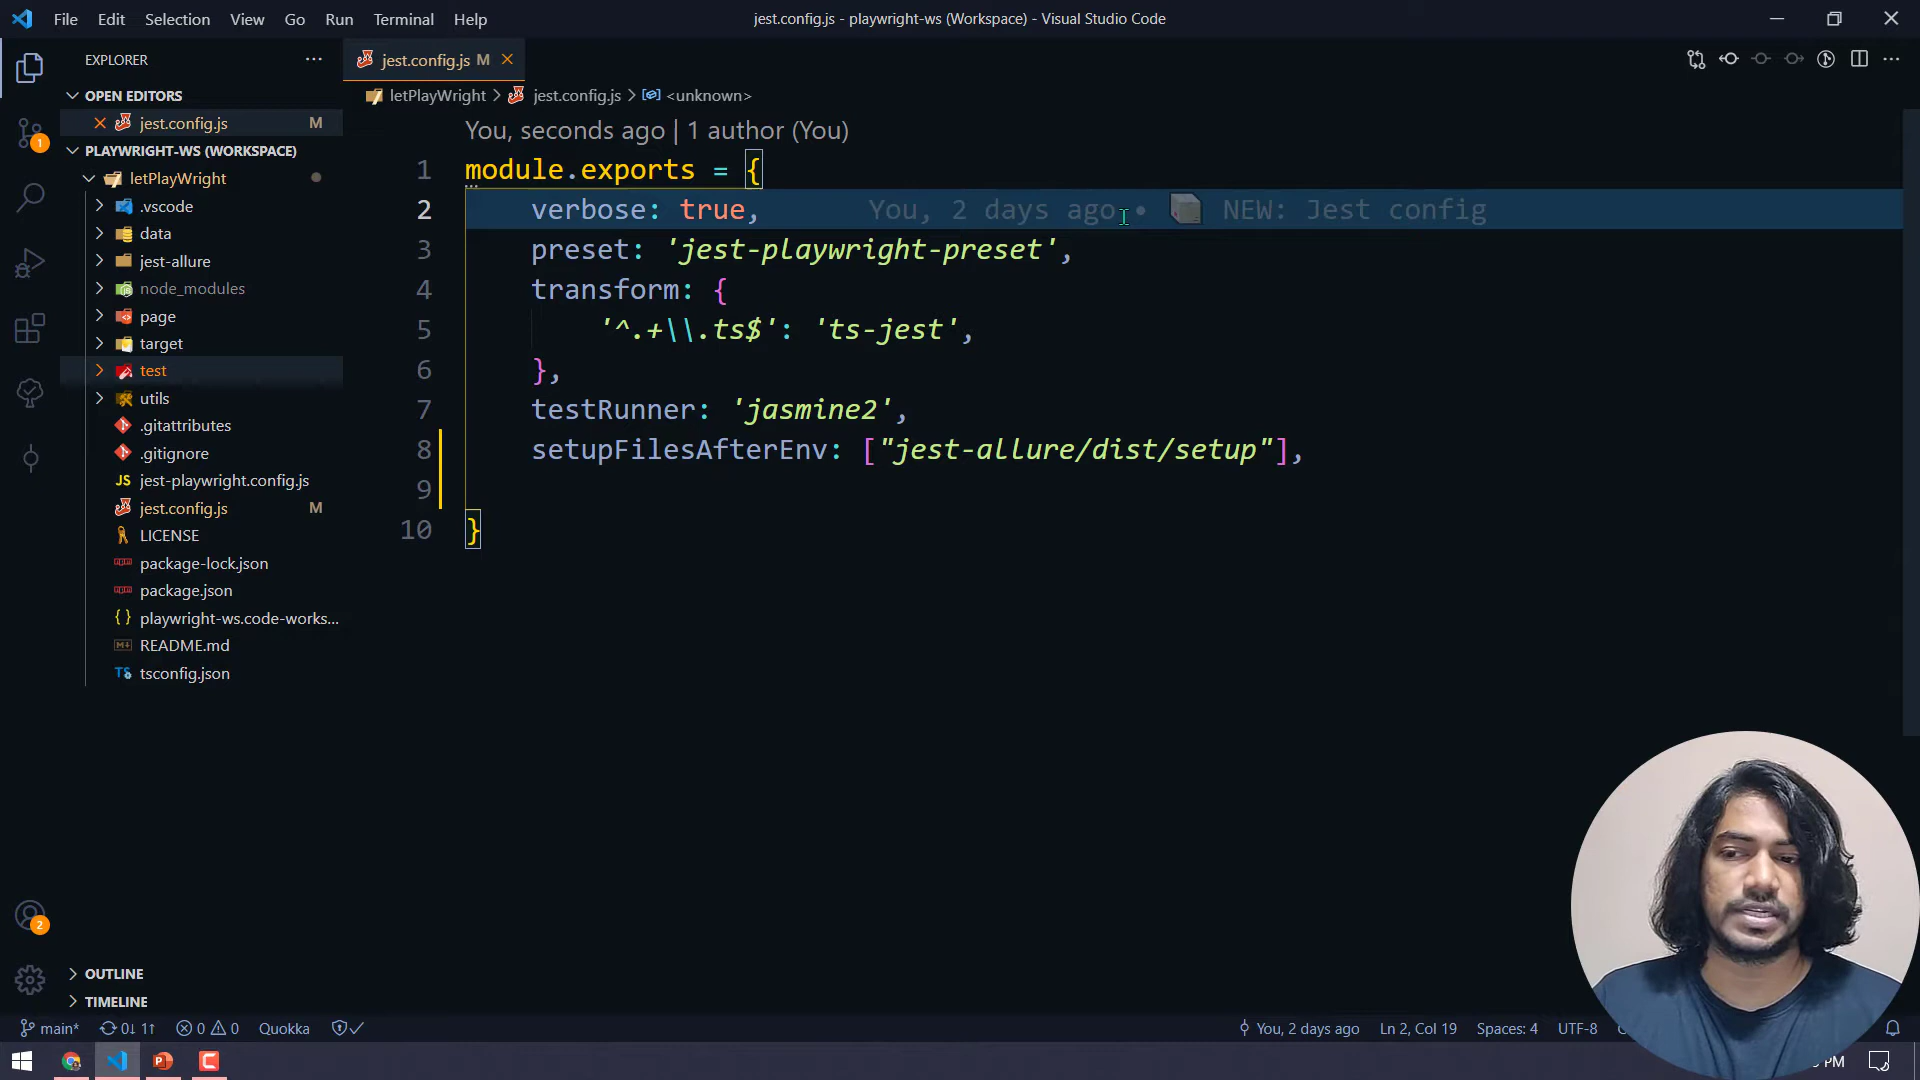 File Edit Selection View Go Run Terminal Help
jest.config.js - playwright-ws (Workspace) - Visual Studio Code
EXPLORER
OPEN EDITORS
jest.config.js M
PLAYWRIGHT-WS (WORKSPACE)
letPlayWright
.vscode
data
jest-allure
node_modules
page
target
test
utils
.gitattributes
.gitignore
JS jest-playwright.config.js
jest.config.js M
LICENSE
package-lock.json
package.json
{} playwright-ws.code-works...
README.md
TS tsconfig.json
OUTLINE
TIMELINE
jest.config.js M
letPlayWright > jest.config.js > <unknown>
You, seconds ago | 1 author (You)
1 module.exports = {
2 verbose: true, You, 2 days ago • NEW: Jest config
3 preset: 'jest-playwright-preset',
4 transform: {
5 '^.+\\.ts$': 'ts-jest',
6 },
7 testRunner: 'jasmine2',
8 setupFilesAfterEnv: ["jest-allure/dist/setup"],
9
10 }
1
2
main* 0↓ 1↑ 0 0 Quokka
You, 2 days ago Ln 2, Col 19 Spaces: 4 UTF-8
PM